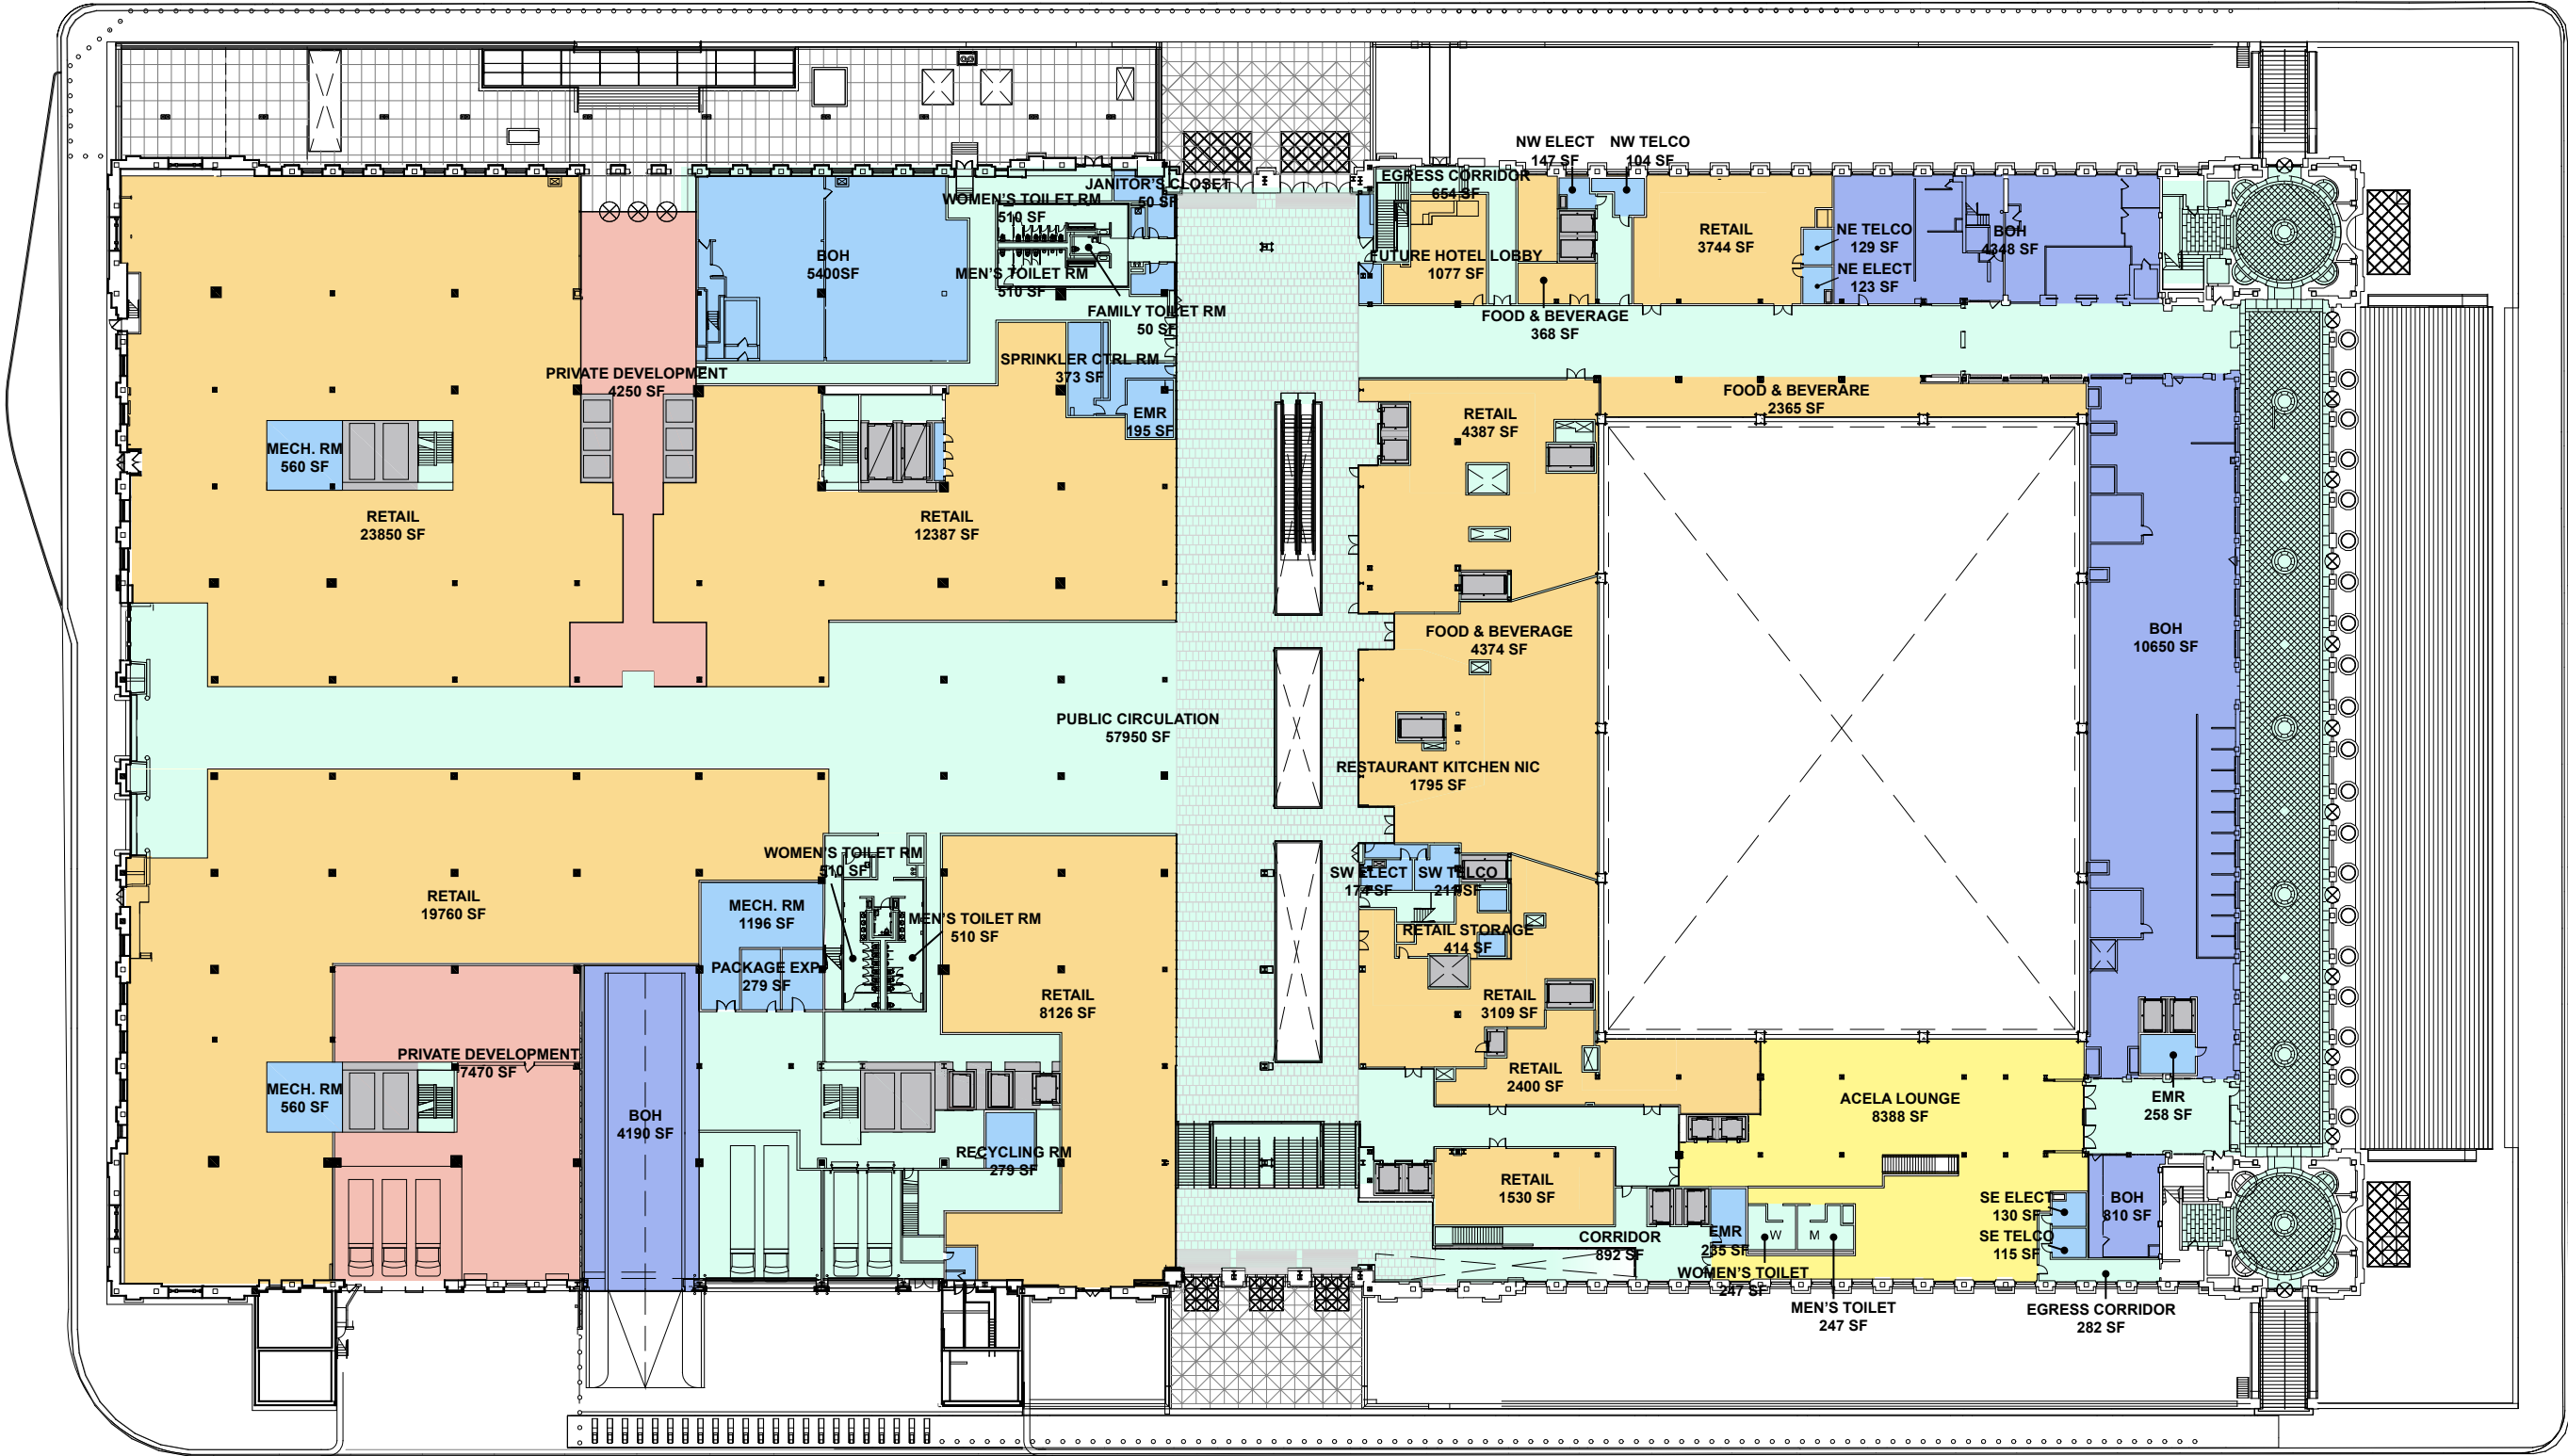 NW ELECT
147 SF
NW TELCO
104 SF
JANITOR'S CLOSET
50 SF
EGRESS CORRIDOR
654 SF
WOMEN'S TOILET RM
510 SF
BOH
5400SF
MEN'S TOILET RM
510 SF
FUTURE HOTEL LOBBY
1077 SF
RETAIL
3744 SF
NE TELCO
129 SF
NE ELECT
123 SF
BOH
4348 SF
FAMILY TOILET RM
50 SF
FOOD & BEVERAGE
368 SF
SPRINKLER CTRL RM
373 SF
PRIVATE DEVELOPMENT
4250 SF
EMR
195 SF
FOOD & BEVERARE
2365 SF
RETAIL
4387 SF
MECH. RM
560 SF
RETAIL
23850 SF
RETAIL
12387 SF
FOOD & BEVERAGE
4374 SF
BOH
10650 SF
PUBLIC CIRCULATION
57950 SF
RESTAURANT KITCHEN NIC
1795 SF
WOMEN'S TOILET RM
510 SF
SW ELECT
174 SF
SW TELCO
211 SF
RETAIL
19760 SF
MECH. RM
1196 SF
MEN'S TOILET RM
510 SF
RETAIL STORAGE
414 SF
PACKAGE EXP.
279 SF
RETAIL
8126 SF
RETAIL
3109 SF
PRIVATE DEVELOPMENT
7470 SF
MECH. RM
560 SF
RETAIL
2400 SF
ACELA LOUNGE
8388 SF
EMR
258 SF
BOH
4190 SF
RECYCLING RM
279 SF
RETAIL
1530 SF
SE ELECT
130 SF
BOH
810 SF
SE TELCO
115 SF
CORRIDOR
892 SF
EMR
235 SF
W
M
WOMEN'S TOILET
247 SF
MEN'S TOILET
247 SF
EGRESS CORRIDOR
282 SF